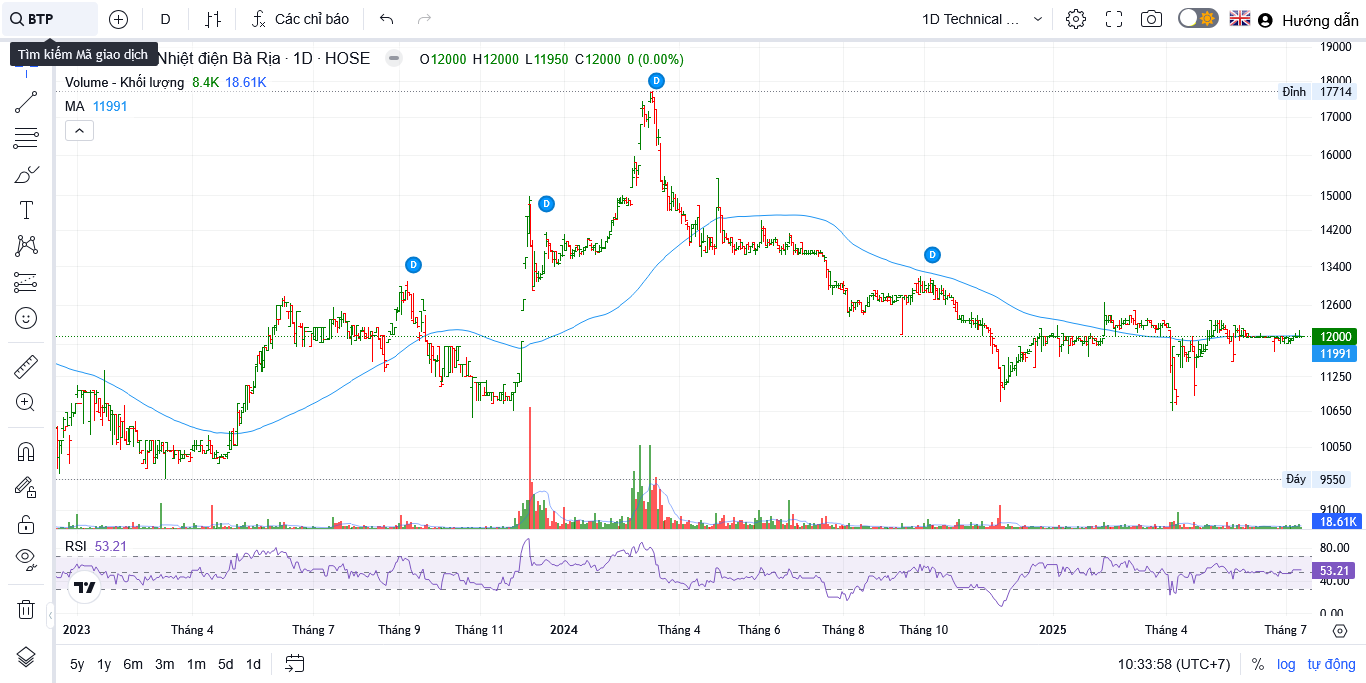 BTP
D
Các chỉ báo
1D Technical ...
Hướng dẫn
Tìm kiếm Mã giao dịch
Nhiệt điện Bà Rịa · 1D · HOSE
O12000 H12000 L11950 C12000 0 (0.00%)
Volume - Khối lượng 8.4K 18.61K
MA 11991
D
D
D
D
19000
18000
Đỉnh 17714
17000
16000
15000
14200
13400
12600
12000
11991
11250
10650
10050
Đáy 9550
9100
18.61K
RSI 53.21
80.00
53.21
40.00
0.00
2023 Tháng 4 Tháng 7 Tháng 9 Tháng 11 2024 Tháng 4 Tháng 6 Tháng 8 Tháng 10 2025 Tháng 4 Tháng 7
5y 1y 6m 3m 1m 5d 1d
10:33:58 (UTC+7) % log tự động